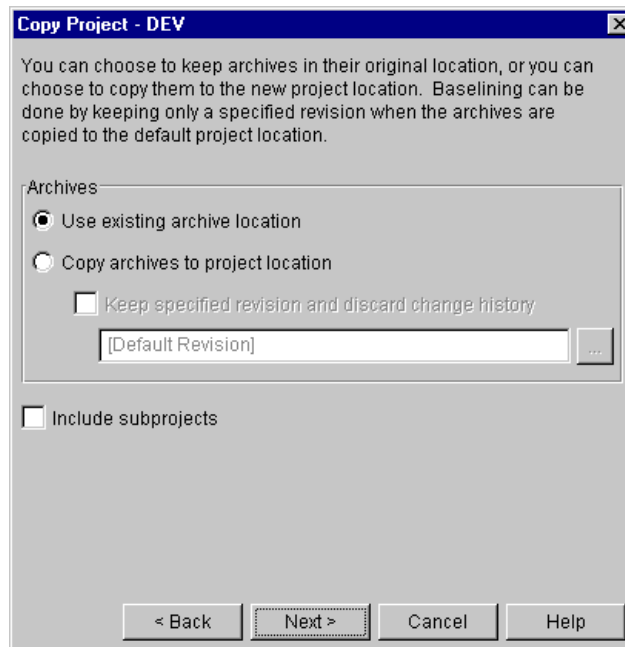 Copy Project - DEV
You can choose to keep archives in their original location, or you can
choose to copy them to the new project location.  Baselining can be
done by keeping only a specified revision when the archives are
copied to the default project location.
Archives
Use existing archive location
Copy archives to project location
Keep specified revision and discard change history
[Default Revision]
...
Include subprojects
< Back
Next >
Cancel
Help